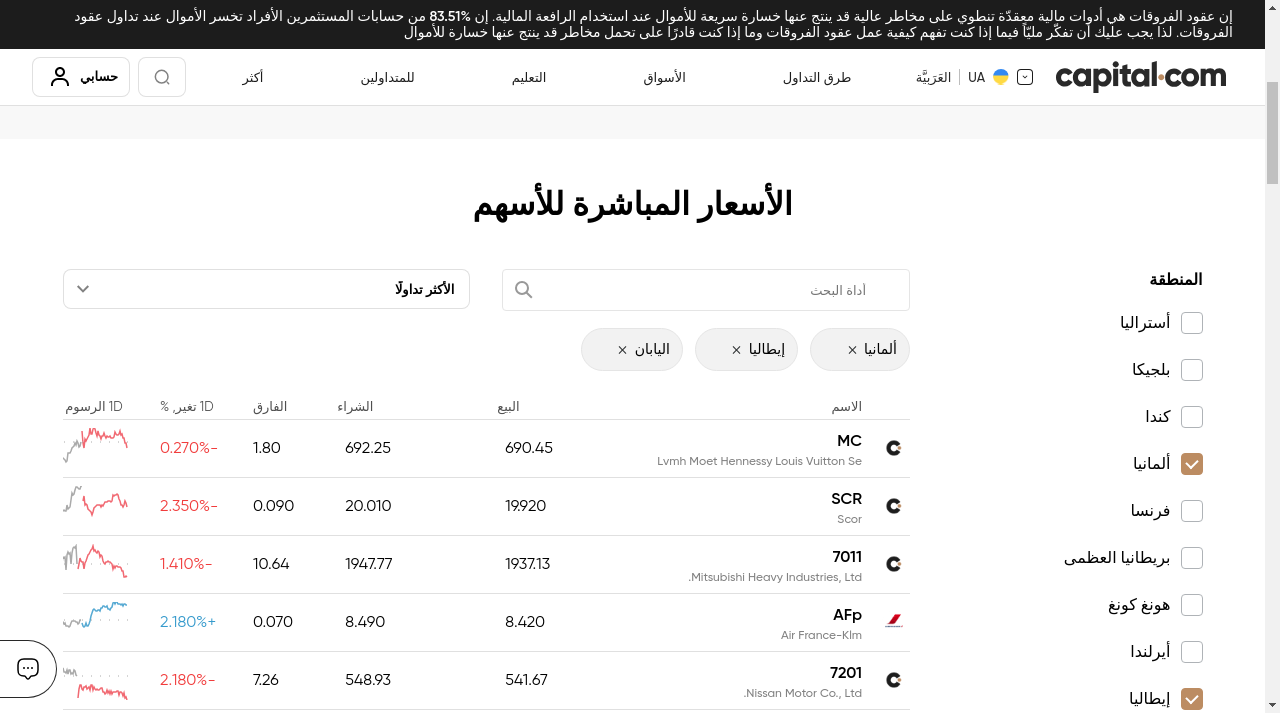 إن عقود الفروقات هي أدوات مالية معقدّة تنطوي على مخاطر عالية قد ينتج عنها خسارة سريعة للأموال عند استخدام الرافعة المالية. إن 83.51% من حسابات المستثمرين الأفراد تخسر الأموال عند تداول عقود
الفروقات. لذا يجب عليك أن تفكّر مليّاً فيما إذا كنت تفهم كيفية عمل عقود الفروقات وما إذا كنت قادرًا على تحمل مخاطر قد ينتج عنها خسارة للأموال
capital.com
UA العَرَبيَّة
طرق التداول
الأسواق
التعليم
للمتداولين
أكثر
حسابي
الأسعار المباشرة للأسهم
المنطقة
أستراليا
بلجيكا
كندا
ألمانيا
فرنسا
بريطانيا العظمى
هونغ كونغ
أيرلندا
إيطاليا
أداة البحث
الأكثر تداولًا
ألمانيا ×
إيطاليا ×
اليابان ×
الاسم البيع الشراء الفارق 1D تغير, % 1D الرسوم
MC 690.45 692.25 1.80 0.270%-
Lvmh Moet Hennessy Louis Vuitton Se
SCR 19.920 20.010 0.090 2.350%-
Scor
7011 1937.13 1947.77 10.64 1.410%-
.Mitsubishi Heavy Industries, Ltd
AFp 8.420 8.490 0.070 2.180%+
Air France-Klm
7201 541.67 548.93 7.26 2.180%-
.Nissan Motor Co., Ltd